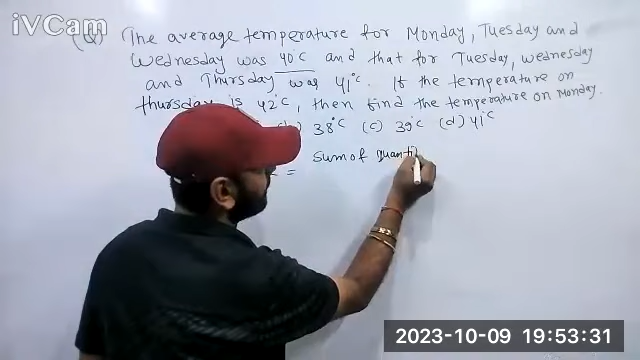 iVCam
(Q) The average temperature for Monday, Tuesday and
Wednesday was 40°C and that for Tuesday, wednesday
and Thursday was 41°C. If the temperature on
thursday is 42°C, then find the temperature on Monday.
38°C (c) 39°C (d) 41°C
= sum of quanti
2023-10-09 19:53:31